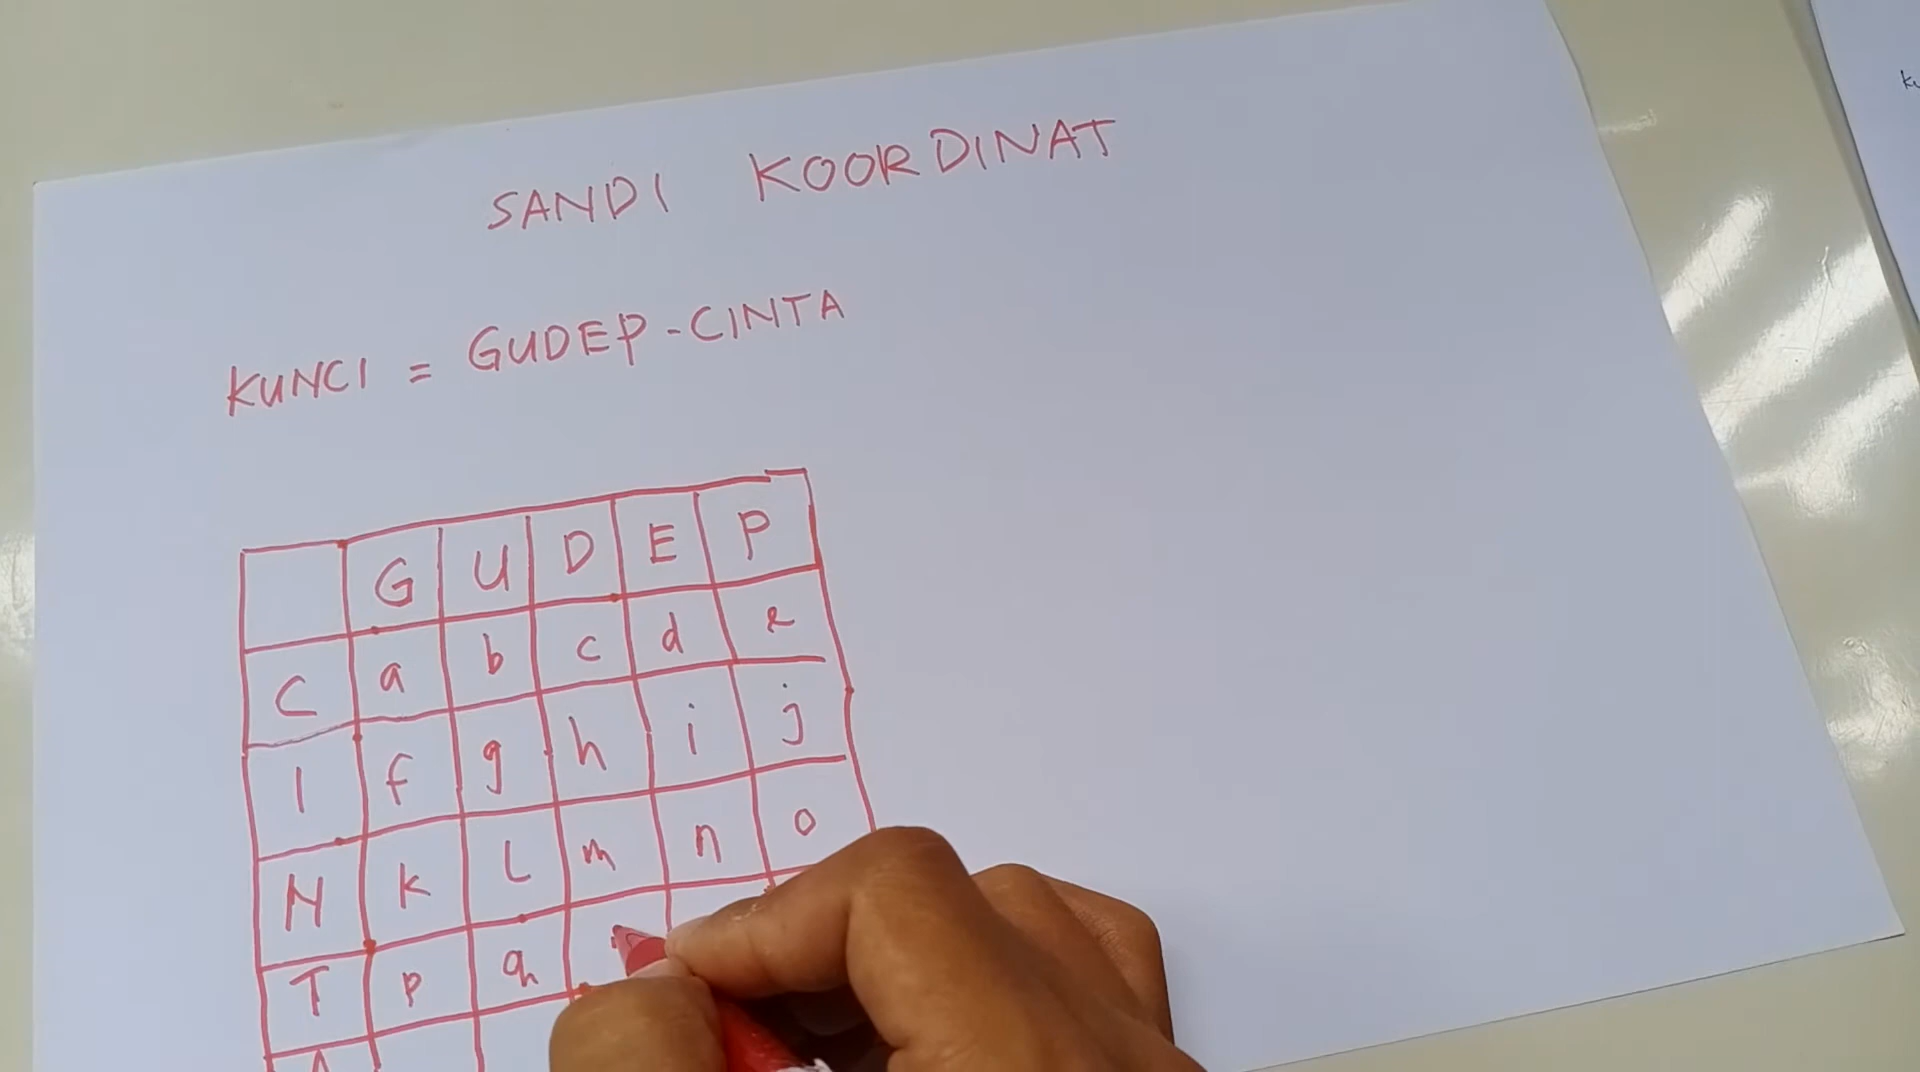 SANDI KOORDINAT
KUNCI = GUDEP-CINTA
G U D E P
C a b c d e
I f g h i j
N k l m n o
T p q
A